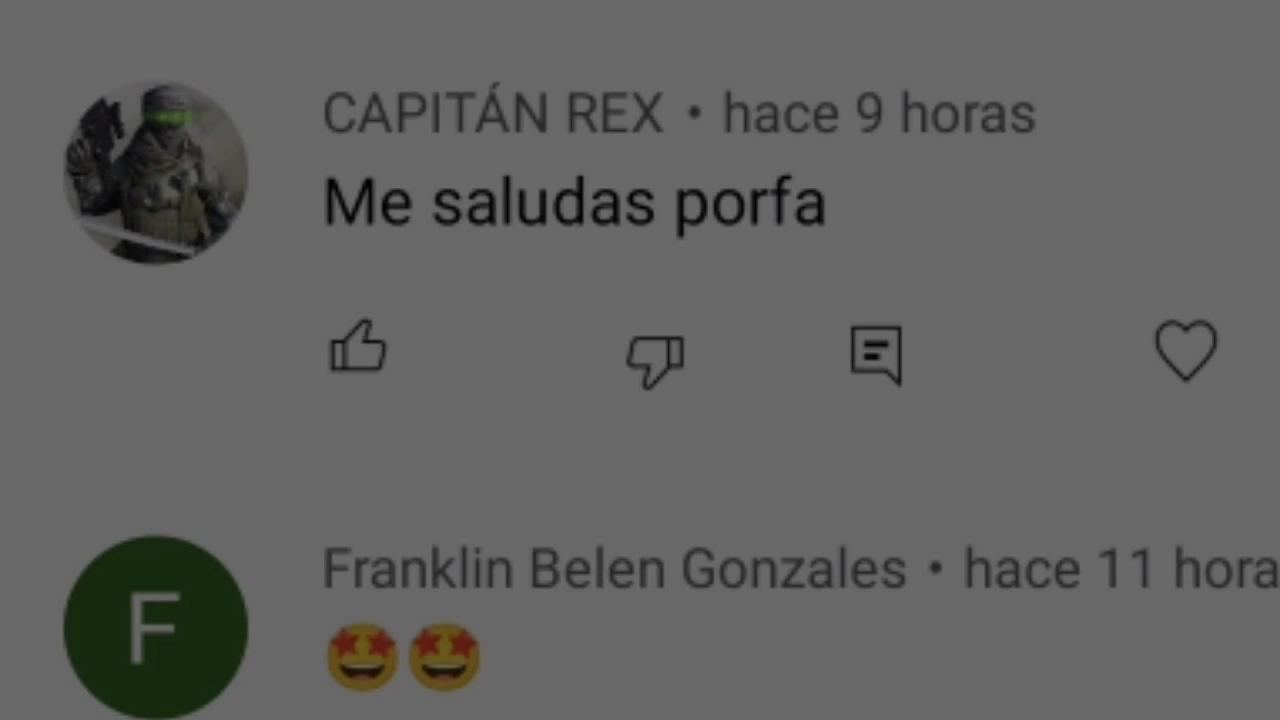 CAPITÁN REX • hace 9 horas
Me saludas porfa
Franklin Belen Gonzales • hace 11 hora
F
🤩🤩